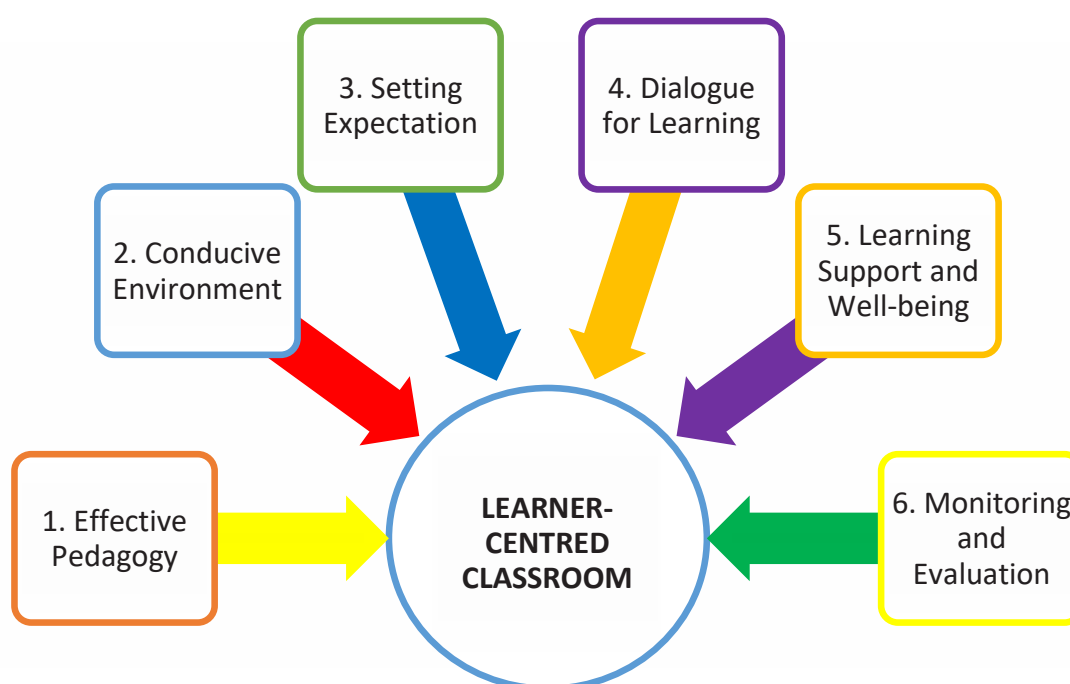 1. Effective
Pedagogy
2. Conducive
Environment
3. Setting
Expectation
4. Dialogue
for Learning
5. Learning
Support and
Well-being
6. Monitoring
and
Evaluation
LEARNER-
CENTRED
CLASSROOM